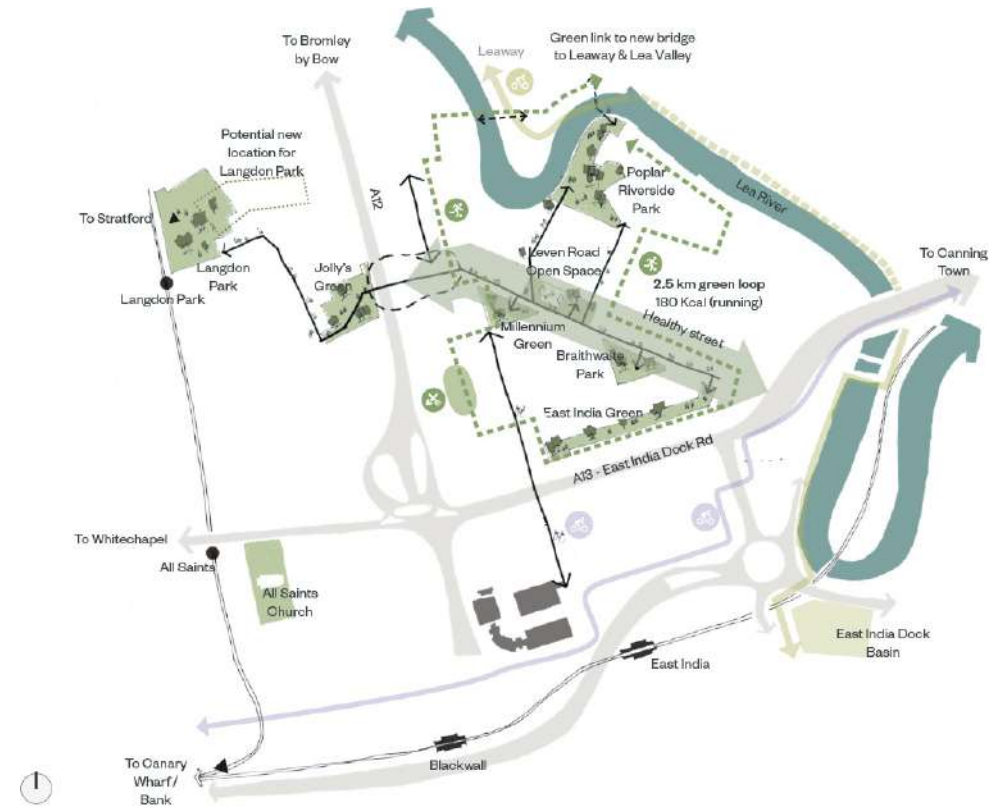 To Bromley
by Bow
Leaway
Green link to new bridge
to Leaway & Lea Valley
Potential new
location for
Langdon Park
A12
Poplar
Riverside
Park
Lea River
To Stratford
Langdon
Park
Langdon Park
Jolly's
Green
Leven Road
Open Space
2.5 km green loop
180 Kcal (running)
To Canning
Town
Healthy street
Millennium
Green
Braithwaite
Park
East India Green
A13 - East India Dock Rd
To Whitechapel
All Saints
All Saints
Church
East India Dock
Basin
East India
Blackwall
To Canary
Wharf /
Bank